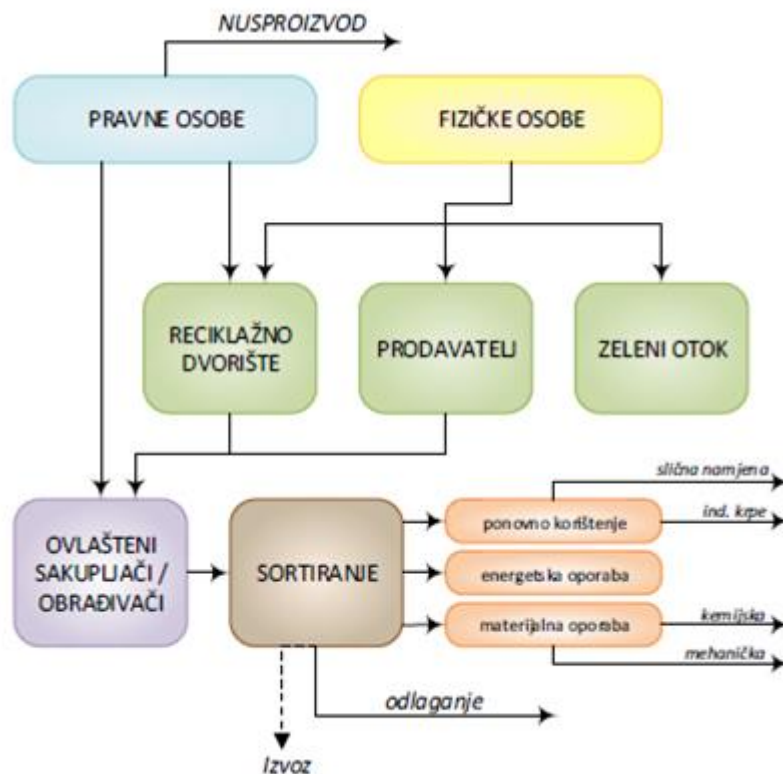 NUSPROIZVOD
PRAVNE OSOBE
FIZIČKE OSOBE
RECIKLAŽNO
DVORIŠTE
PRODAVATELJ
ZELENI OTOK
OVLAŠTENI
SAKUPLJAČI /
OBRAĐIVAČI
SORTIRANJE
slična namjena
ponovno korištenje
ind. krpe
energetska oporaba
materijalna oporaba
kemijska
mehanička
odlaganje
Izvoz